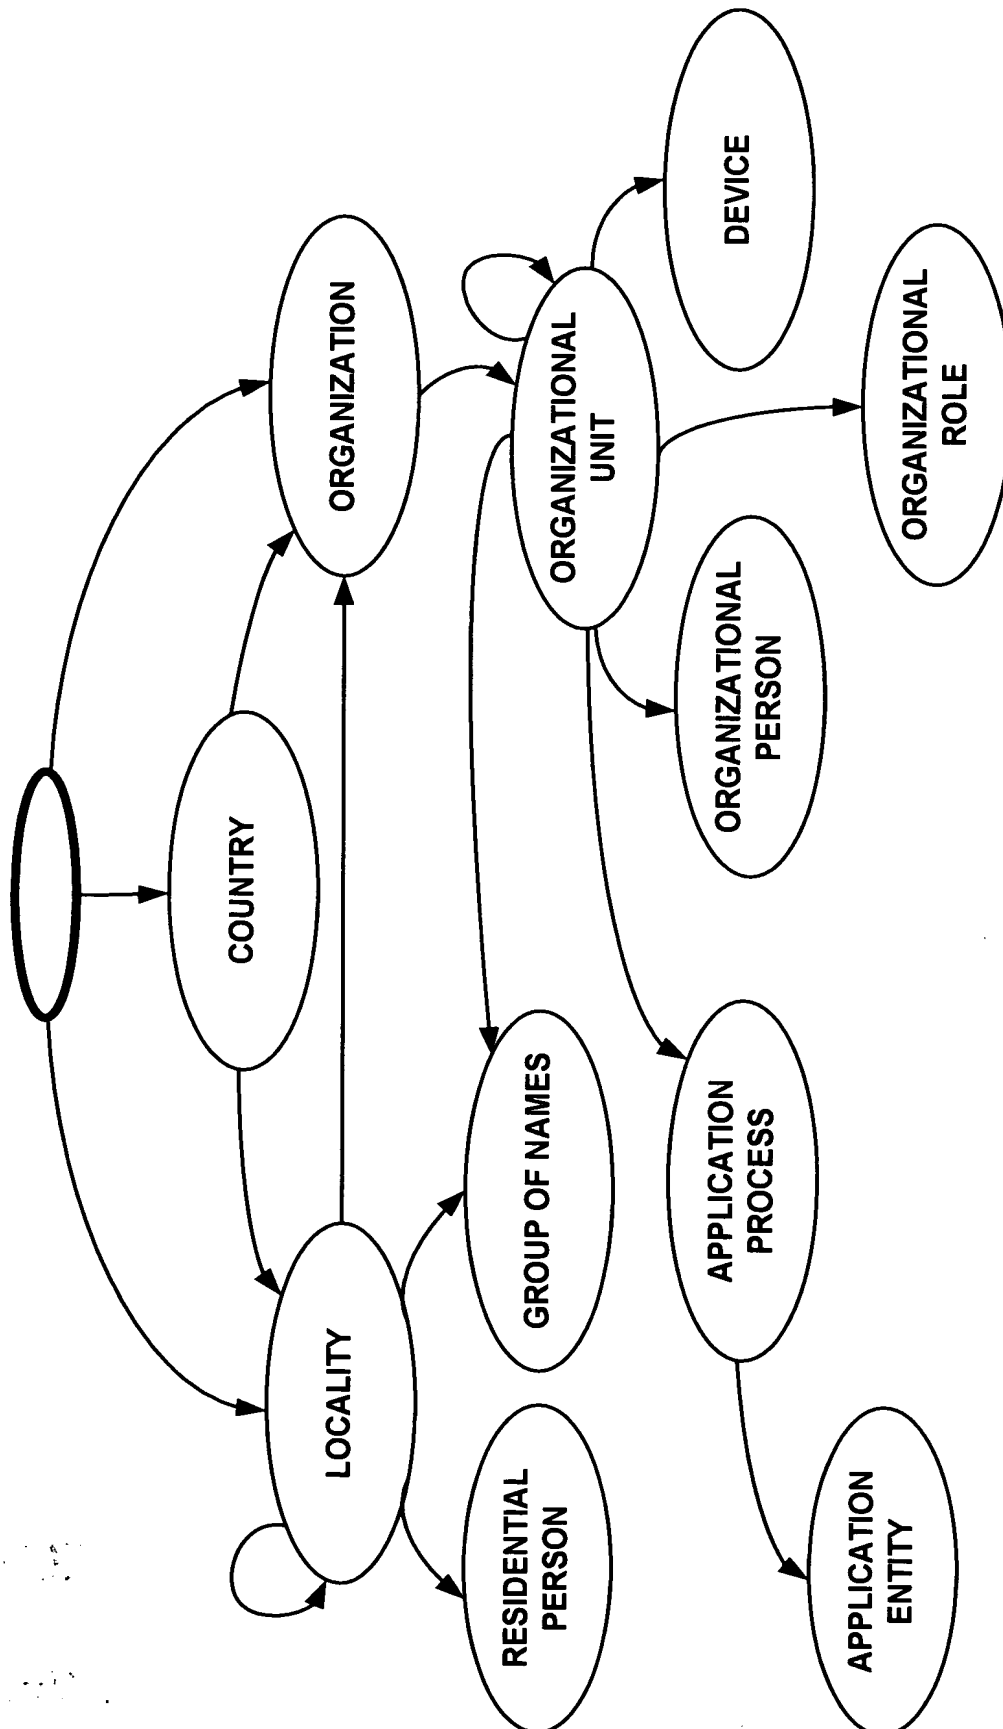 COUNTRY
LOCALITY
ORGANIZATION
RESIDENTIAL
PERSON
GROUP OF NAMES
ORGANIZATIONAL
UNIT
APPLICATION
ENTITY
APPLICATION
PROCESS
ORGANIZATIONAL
PERSON
ORGANIZATIONAL
ROLE
DEVICE